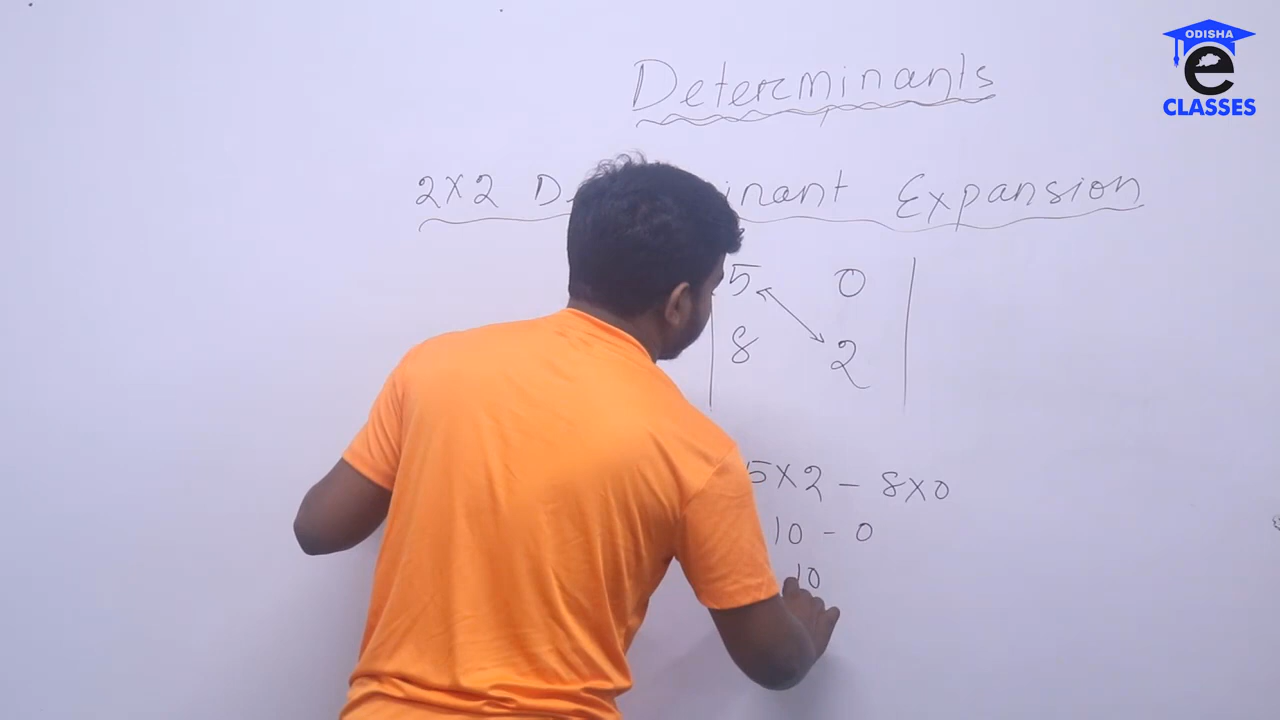 ODISHA
e
CLASSES
Determinants
2X2 D inant Expansion
5 0
8 2
5X2 - 8X0
10 - 0
10